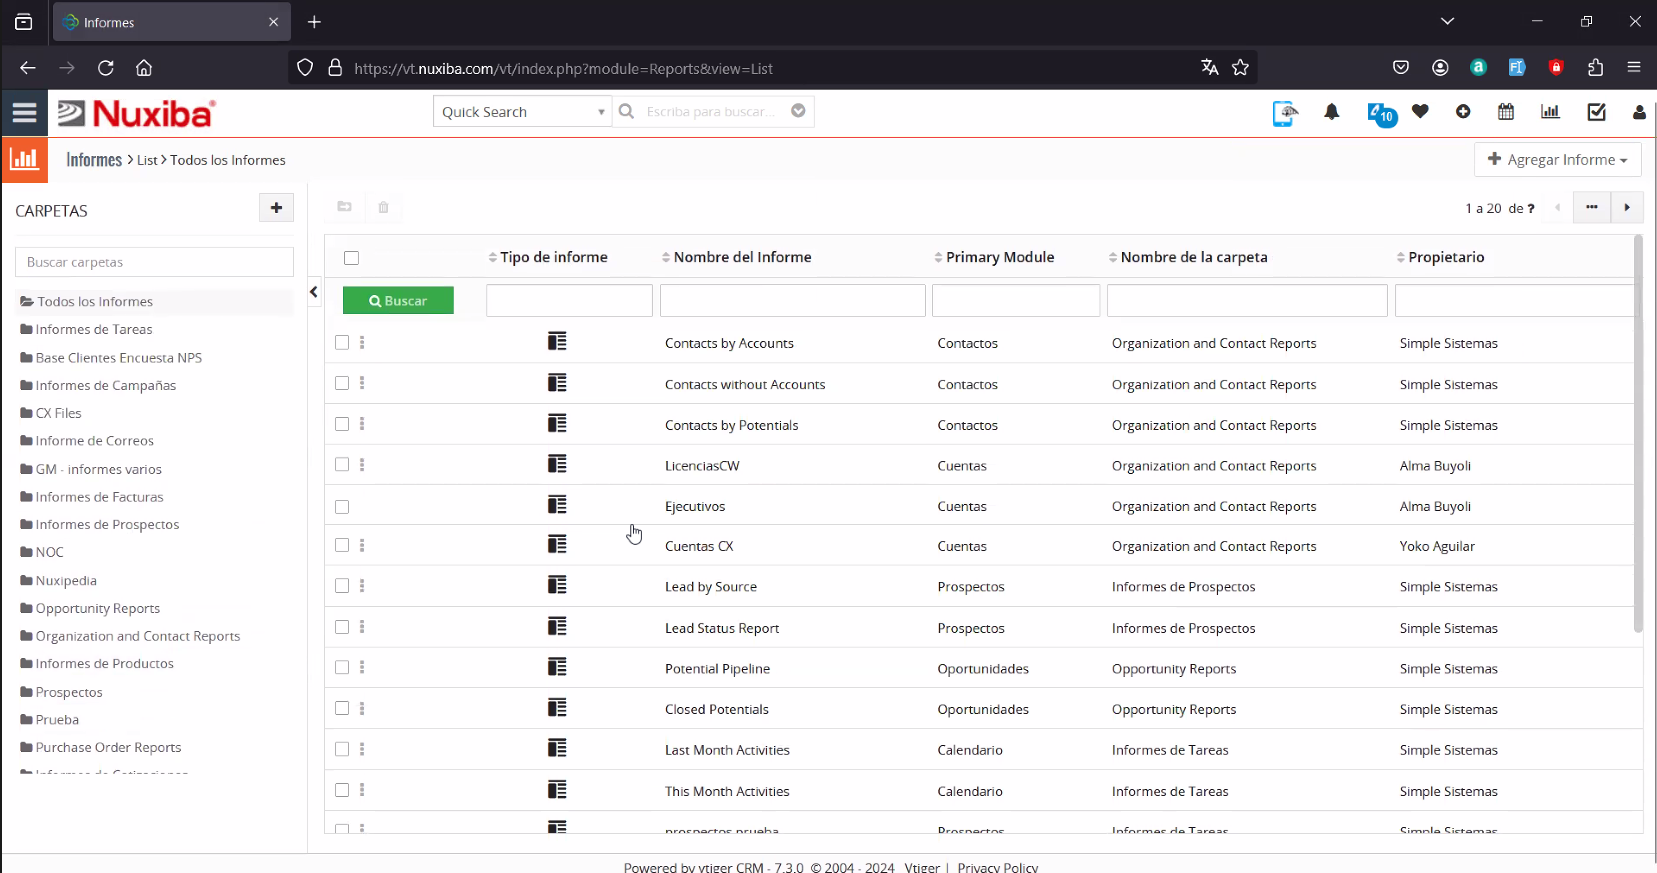 Informes
https://vt.nuxiba.com/vt/index.php?module=Reports&view=List
Nuxiba®
Quick Search
Escriba para buscar...
10
Informes > List > Todos los Informes
Agregar Informe
CARPETAS
Buscar carpetas
Todos los Informes
Informes de Tareas
Base Clientes Encuesta NPS
Informes de Campañas
CX Files
Informe de Correos
GM - informes varios
Informes de Facturas
Informes de Prospectos
NOC
Nuxipedia
Opportunity Reports
Organization and Contact Reports
Informes de Productos
Prospectos
Prueba
Purchase Order Reports
Informes de Cotizaciones
1 a 20 de ?
Tipo de informe Nombre del Informe Primary Module Nombre de la carpeta Propietario
Buscar
Contacts by Accounts Contactos Organization and Contact Reports Simple Sistemas
Contacts without Accounts Contactos Organization and Contact Reports Simple Sistemas
Contacts by Potentials Contactos Organization and Contact Reports Simple Sistemas
LicenciasCW Cuentas Organization and Contact Reports Alma Buyoli
Ejecutivos Cuentas Organization and Contact Reports Alma Buyoli
Cuentas CX Cuentas Organization and Contact Reports Yoko Aguilar
Lead by Source Prospectos Informes de Prospectos Simple Sistemas
Lead Status Report Prospectos Informes de Prospectos Simple Sistemas
Potential Pipeline Oportunidades Opportunity Reports Simple Sistemas
Closed Potentials Oportunidades Opportunity Reports Simple Sistemas
Last Month Activities Calendario Informes de Tareas Simple Sistemas
This Month Activities Calendario Informes de Tareas Simple Sistemas
prospectos prueba Prospectos Informes de Tareas Simple Sistemas
Powered by vtiger CRM - 7.3.0 © 2004 - 2024 Vtiger | Privacy Policy